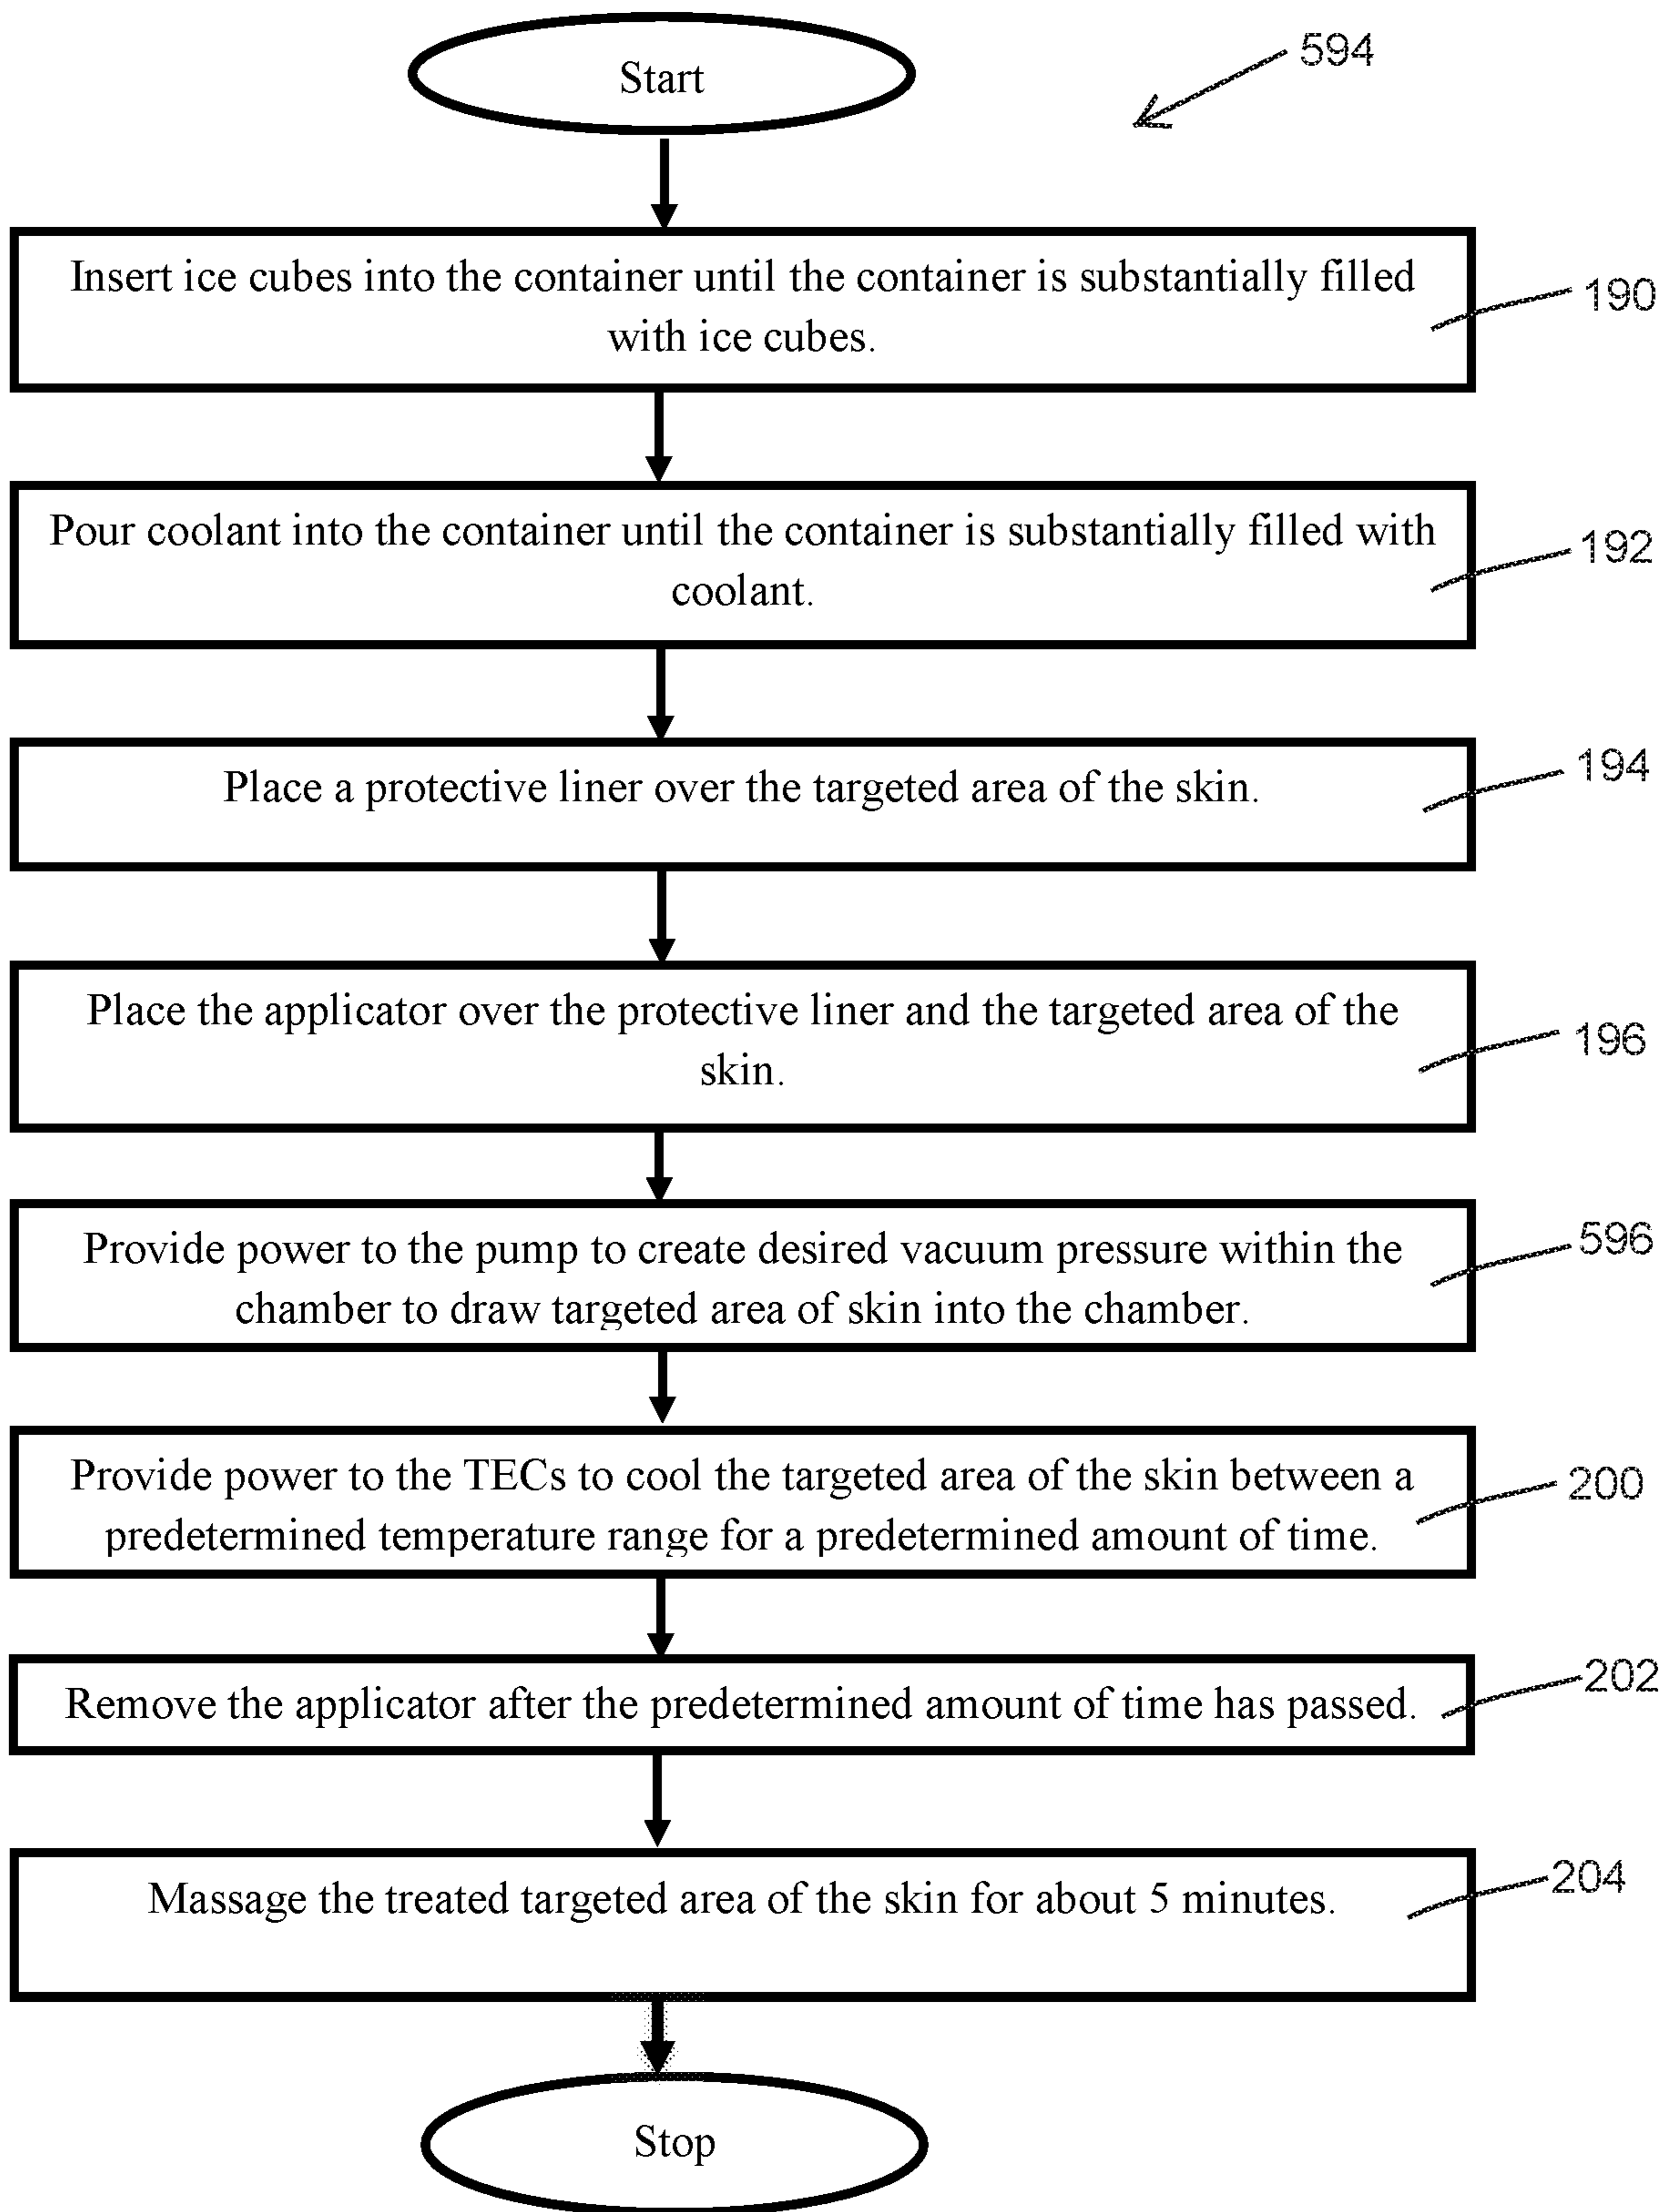 Start
594
Insert ice cubes into the container until the container is substantially filled
with ice cubes.
190
Pour coolant into the container until the container is substantially filled with
coolant.
192
Place a protective liner over the targeted area of the skin.
194
Place the applicator over the protective liner and the targeted area of the
skin.
196
Provide power to the pump to create desired vacuum pressure within the
chamber to draw targeted area of skin into the chamber.
596
Provide power to the TECs to cool the targeted area of the skin between a
predetermined temperature range for a predetermined amount of time.
200
Remove the applicator after the predetermined amount of time has passed.
202
Massage the treated targeted area of the skin for about 5 minutes.
204
Stop